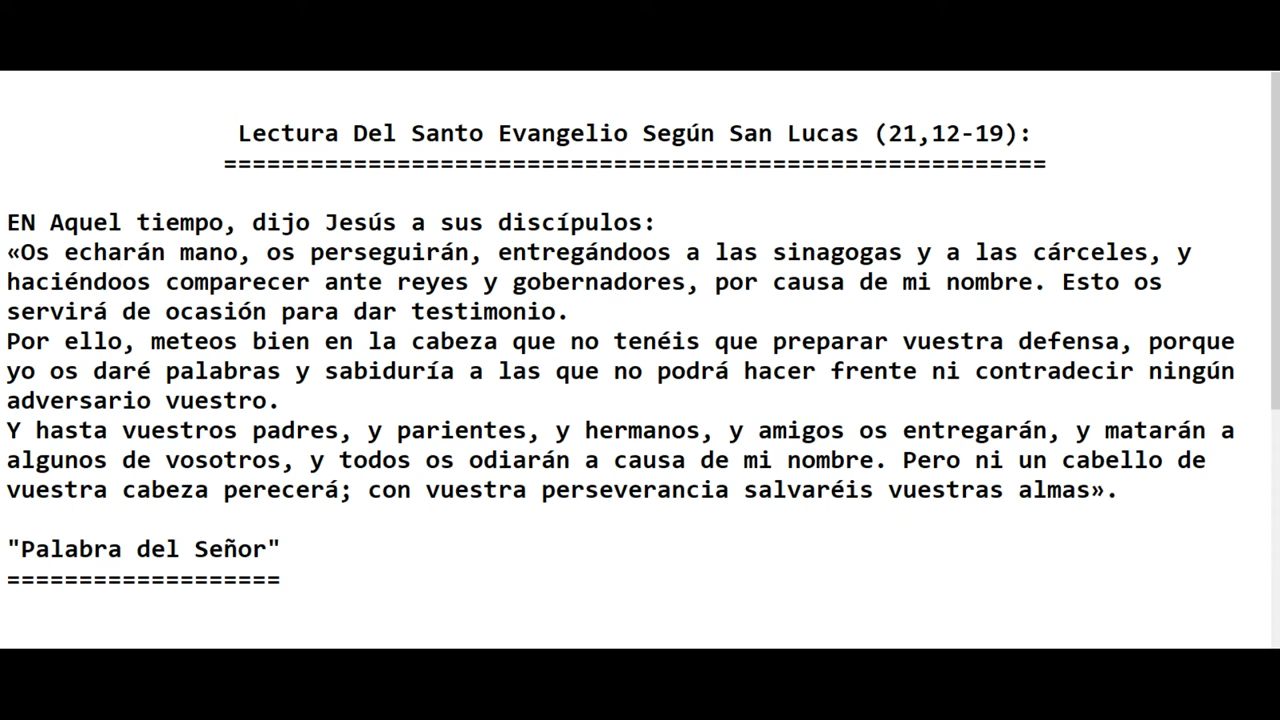 Lectura Del Santo Evangelio Según San Lucas (21,12-19):
=========================================================
EN Aquel tiempo, dijo Jesús a sus discípulos:
«Os echarán mano, os perseguirán, entregándoos a las sinagogas y a las cárceles, y
haciéndoos comparecer ante reyes y gobernadores, por causa de mi nombre. Esto os
servirá de ocasión para dar testimonio.
Por ello, meteos bien en la cabeza que no tenéis que preparar vuestra defensa, porque
yo os daré palabras y sabiduría a las que no podrá hacer frente ni contradecir ningún
adversario vuestro.
Y hasta vuestros padres, y parientes, y hermanos, y amigos os entregarán, y matarán a
algunos de vosotros, y todos os odiarán a causa de mi nombre. Pero ni un cabello de
vuestra cabeza perecerá; con vuestra perseverancia salvaréis vuestras almas».
"Palabra del Señor"
===================